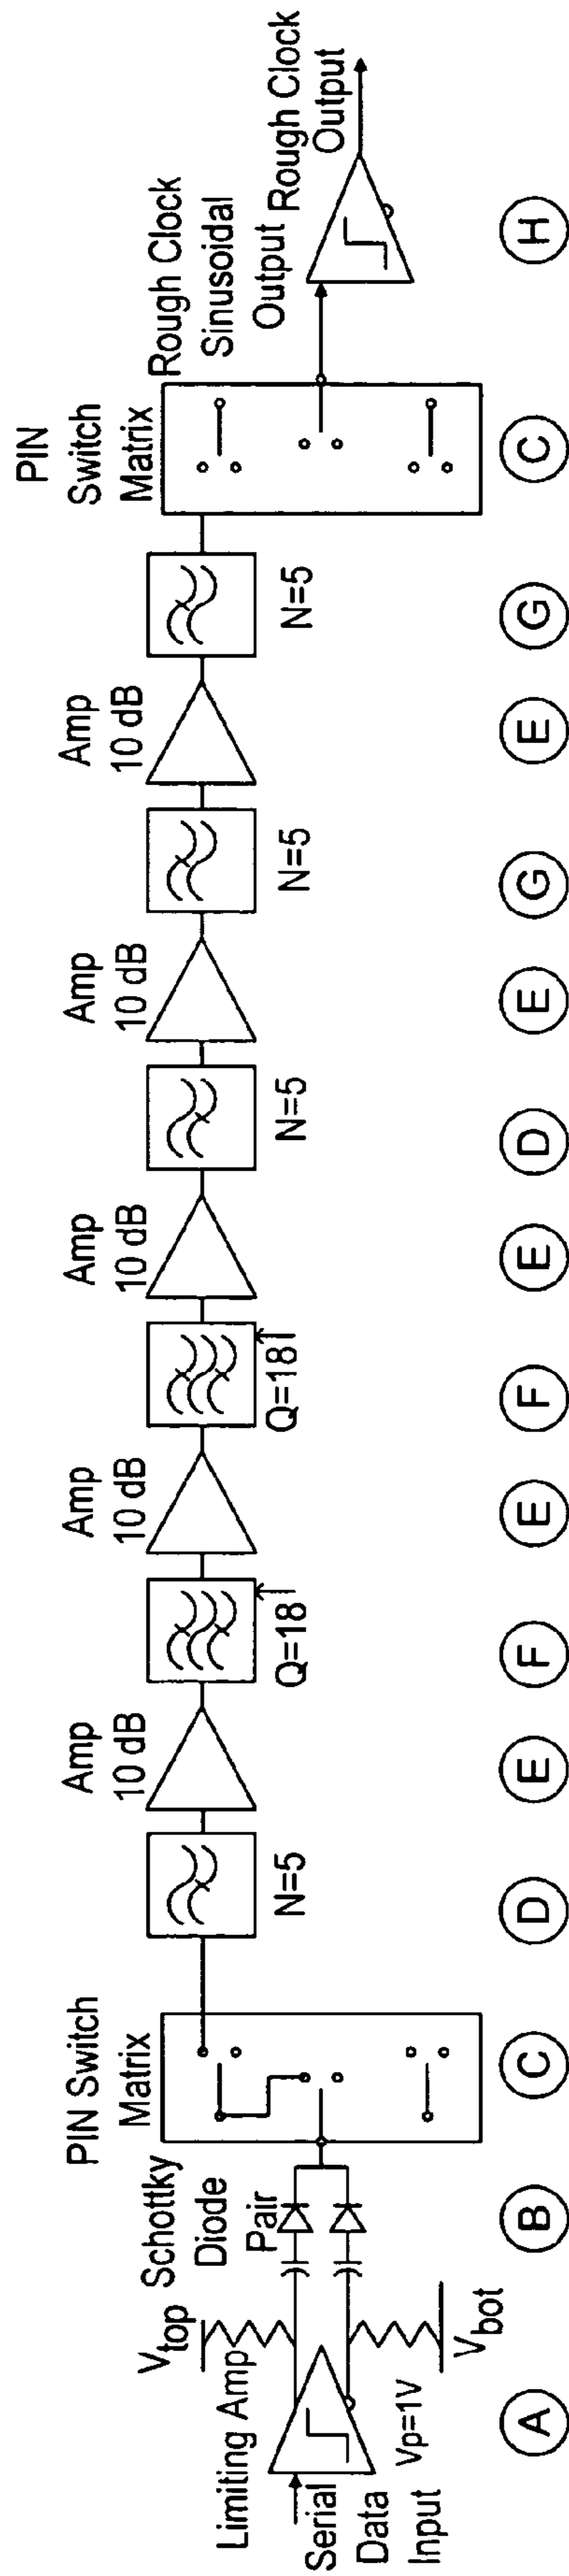 Serial
Data
Input
Limiting Amp
Vp=1V
Vtop
Vbot
Schottky
Diode
Pair
PIN Switch
Matrix
N=5
Amp
10 dB
Q=18
Amp
10 dB
Q=18
Amp
10 dB
N=5
Amp
10 dB
N=5
Amp
10 dB
N=5
PIN
Switch
Matrix
Rough Clock
Sinusoidal
Output
Rough Clock
Output
A
B
C
D
E
F
E
F
E
D
E
G
E
G
C
H